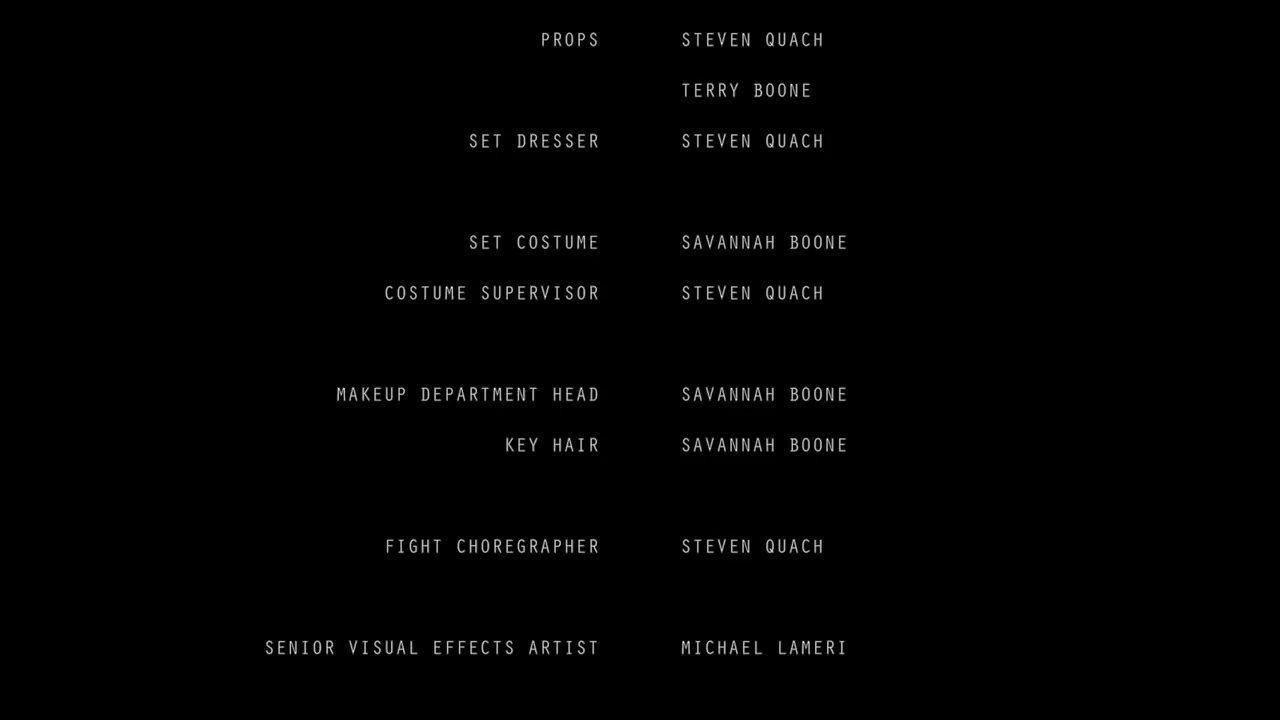 PROPS STEVEN QUACH
TERRY BOONE
SET DRESSER STEVEN QUACH
SET COSTUME SAVANNAH BOONE
COSTUME SUPERVISOR STEVEN QUACH
MAKEUP DEPARTMENT HEAD SAVANNAH BOONE
KEY HAIR SAVANNAH BOONE
FIGHT CHOREGRAPHER STEVEN QUACH
SENIOR VISUAL EFFECTS ARTIST MICHAEL LAMERI